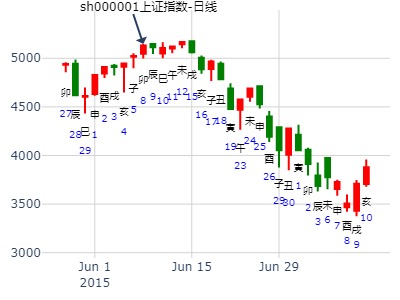 sh000001上证指数-日线
5000
4500
4000
3500
3000
卯
27
辰
28
巳
29
申
1
酉
2
戌
3
亥
4
子
5
卯
8
辰
9
巳
10
午
11
未
12
戌
15
亥
16
子
17
丑
18
寅
19
午
23
未
24
申
25
酉
26
子
29
丑
30
寅
1
卯
2
辰
3
未
6
申
7
酉
8
戌
9
亥
10
Jun 1
2015
Jun 15
Jun 29